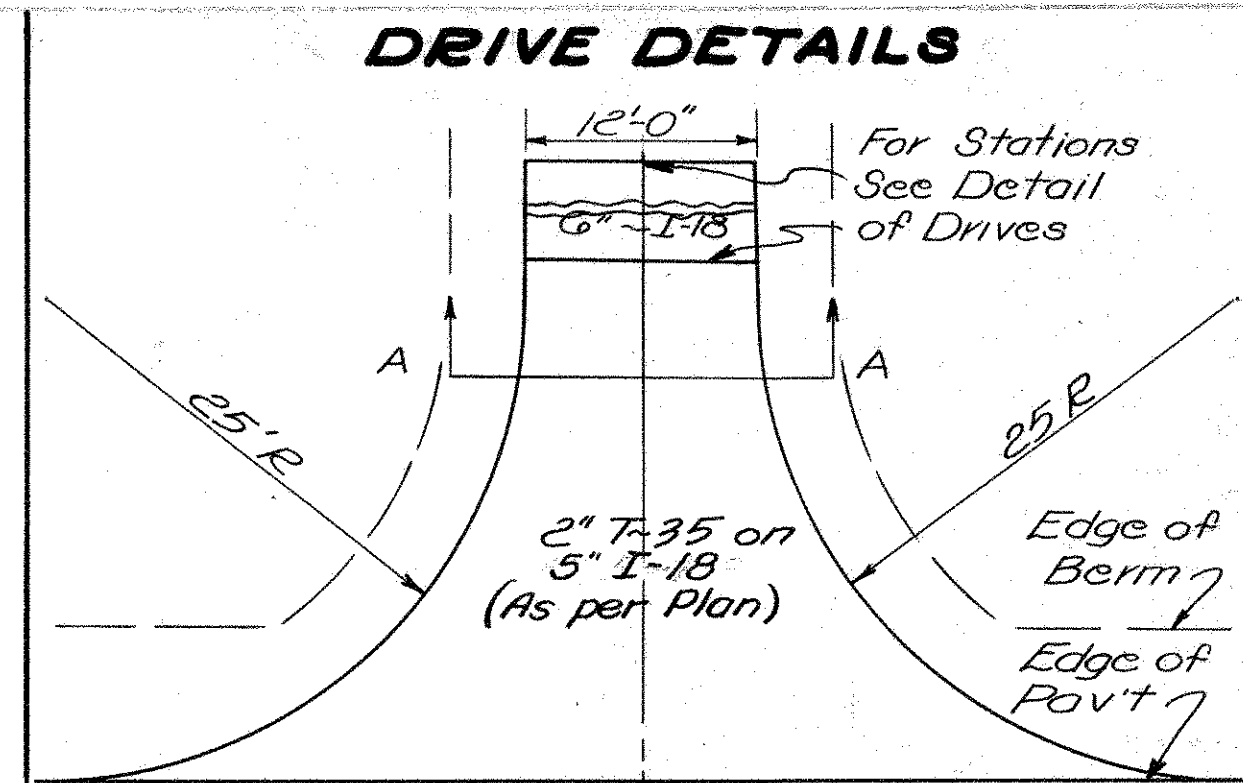 DRIVE DETAILS
12'-0"
For Stations
See Detail
of Drives
6" ~ I-18
A
A
25' R
25 R
2" T-35 on
5" I-18
(As per Plan)
Edge of
Berm
Edge of
Pav't